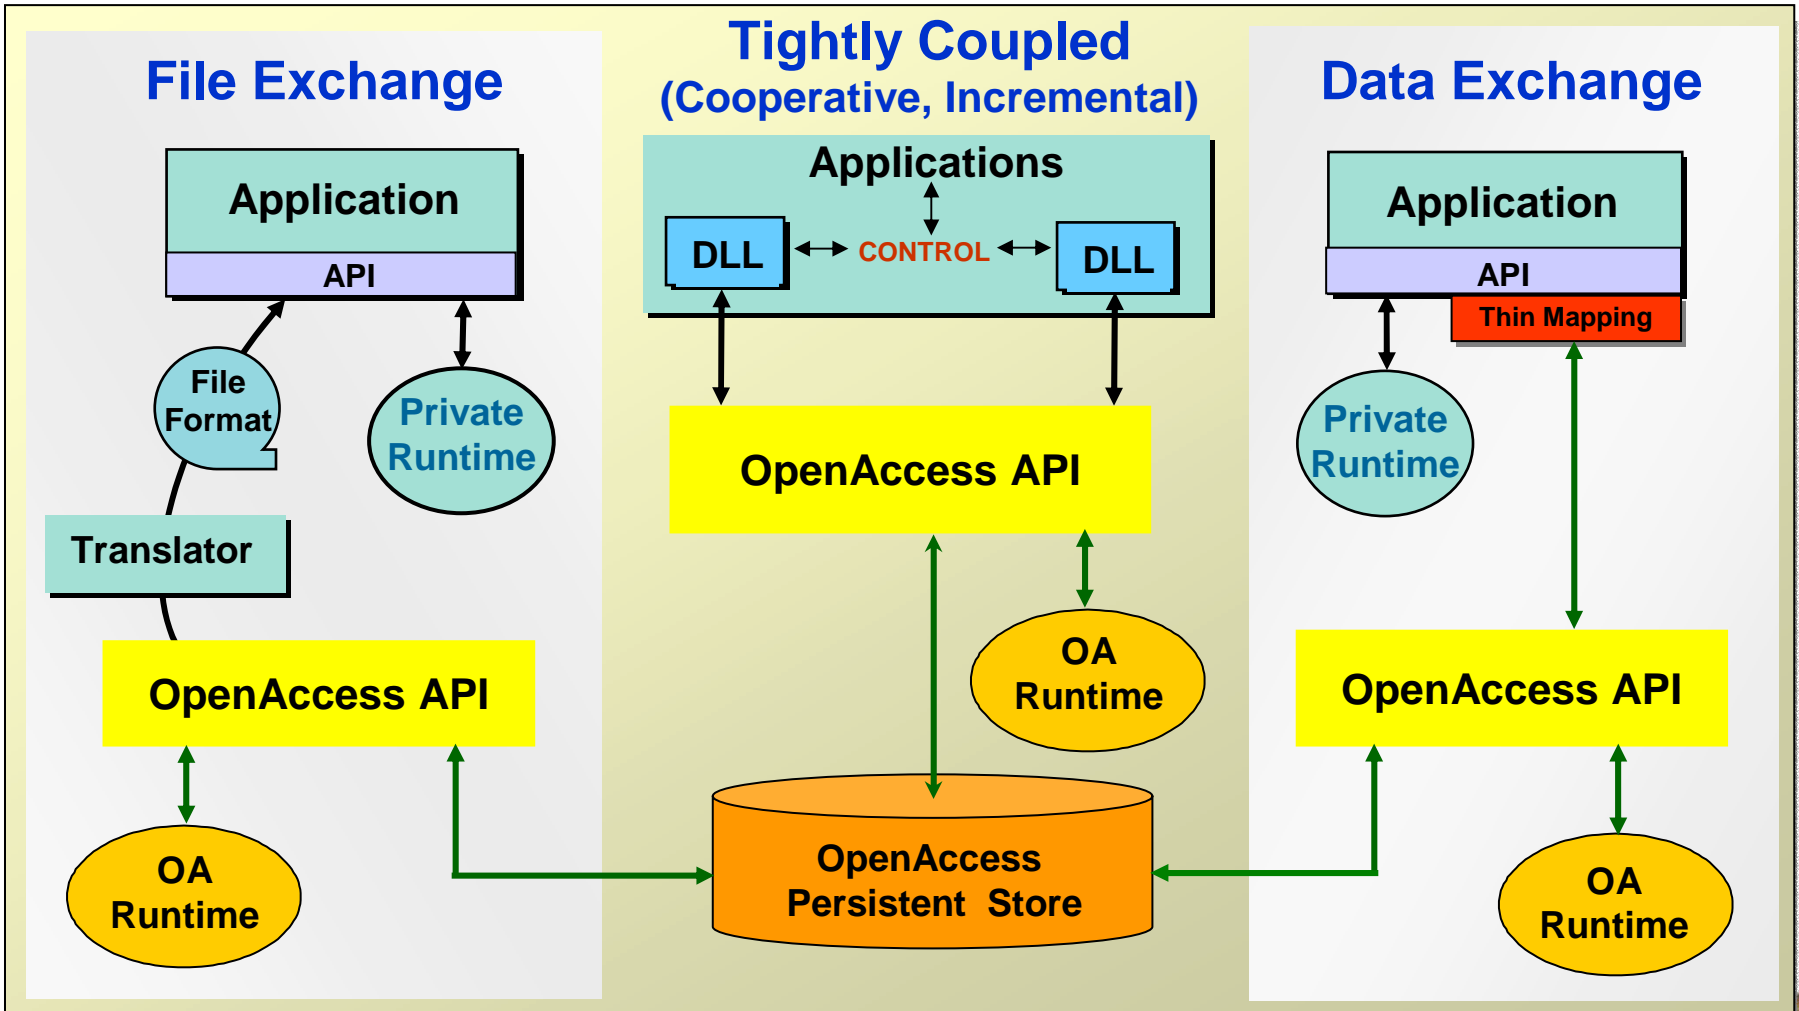 File Exchange
Application
API
File
Format
Private
Runtime
Translator
OpenAccess API
OA
Runtime
Tightly Coupled
(Cooperative, Incremental)
Applications
DLL
CONTROL
DLL
OpenAccess API
OA
Runtime
OpenAccess
Persistent Store
Data Exchange
Application
API
Thin Mapping
Private
Runtime
OpenAccess API
OA
Runtime